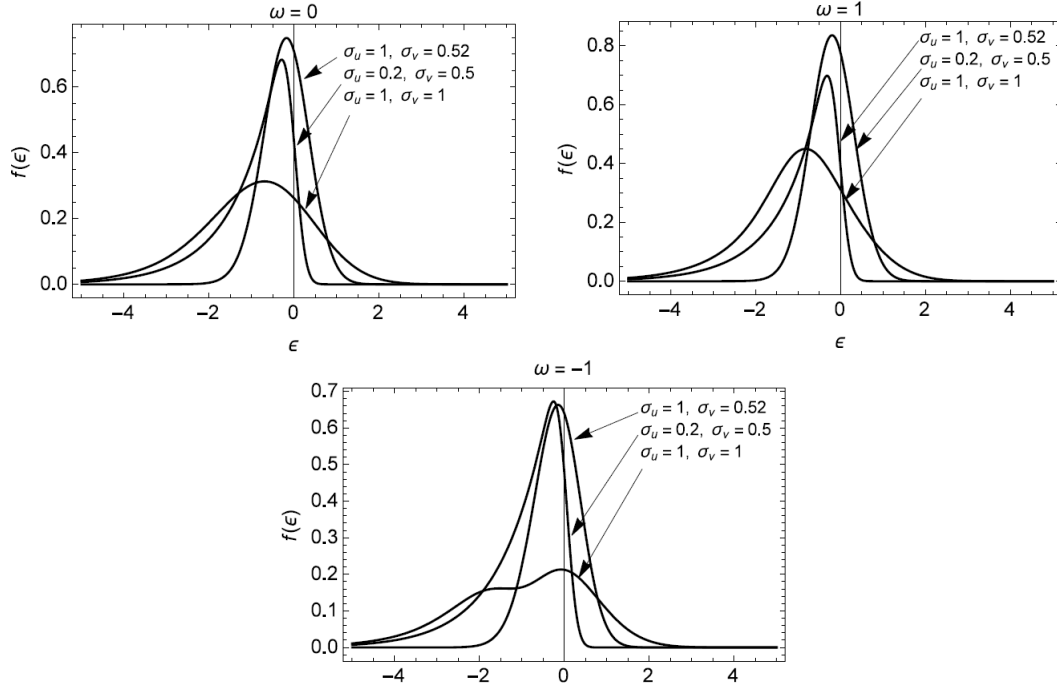 ω = 0
σu = 1, σv = 0.52
σu = 0.2, σv = 0.5
σu = 1, σv = 1
f(ϵ)
0.6
0.4
0.2
0.0
−4 −2 0 2 4
ϵ
ω = 1
σu = 1, σv = 0.52
σu = 0.2, σv = 0.5
σu = 1, σv = 1
f(ϵ)
0.8
0.6
0.4
0.2
0.0
−4 −2 0 2 4
ϵ
ω = −1
σu = 1, σv = 0.52
σu = 0.2, σv = 0.5
σu = 1, σv = 1
f(ϵ)
0.7
0.6
0.5
0.4
0.3
0.2
0.1
0.0
−4 −2 0 2 4
ϵ